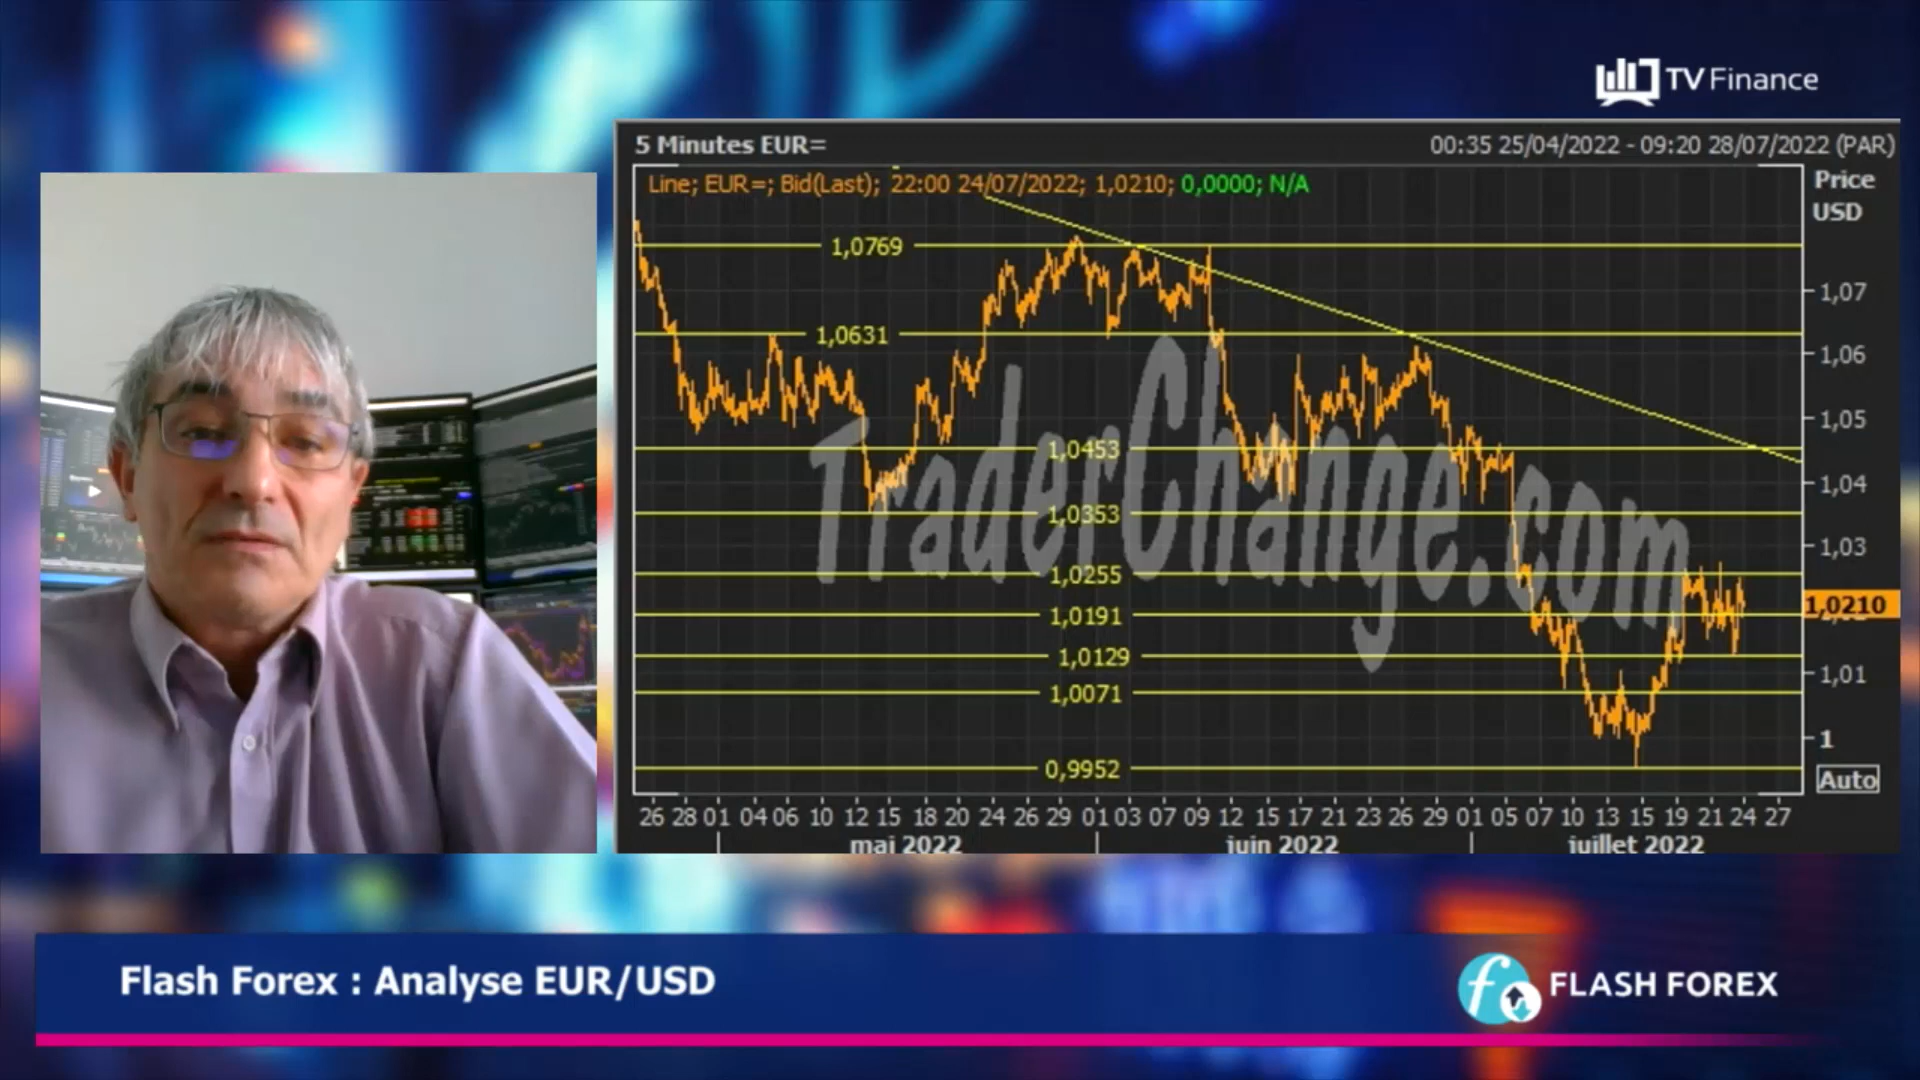 TV Finance
5 Minutes EUR=
00:35 25/04/2022 - 09:20 28/07/2022 (PAR)
Line; EUR=; Bid(Last); 22:00 24/07/2022; 1,0210; 0,0000; N/A
Price
USD
1,0769
1,07
1,0631
1,06
1,05
1,0453
1,04
1,0353
1,03
1,0255
1,0210
1,0191
1,0129
1,01
1,0071
1
0,9952
Auto
TraderChange.com
26 28 01 04 06 10 12 15 18 20 24 26 29 01 03 07 09 12 15 17 21 23 26 29 01 05 07 10 13 15 19 21 24 27
mai 2022 juin 2022 juillet 2022
Flash Forex : Analyse EUR/USD
FLASH FOREX